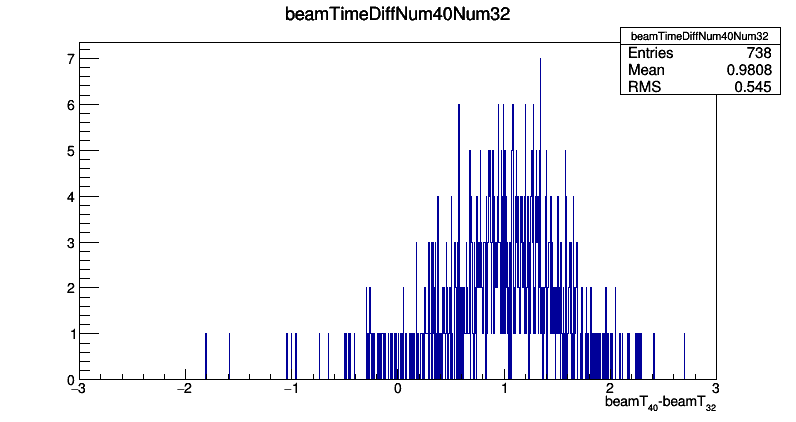 beamTimeDiffNum40Num32
beamTimeDiffNum40Num32
Entries 738
Mean 0.9808
RMS 0.545
7
6
5
4
3
2
1
0
−3 −2 −1 0 1 2 3
beamT40-beamT32